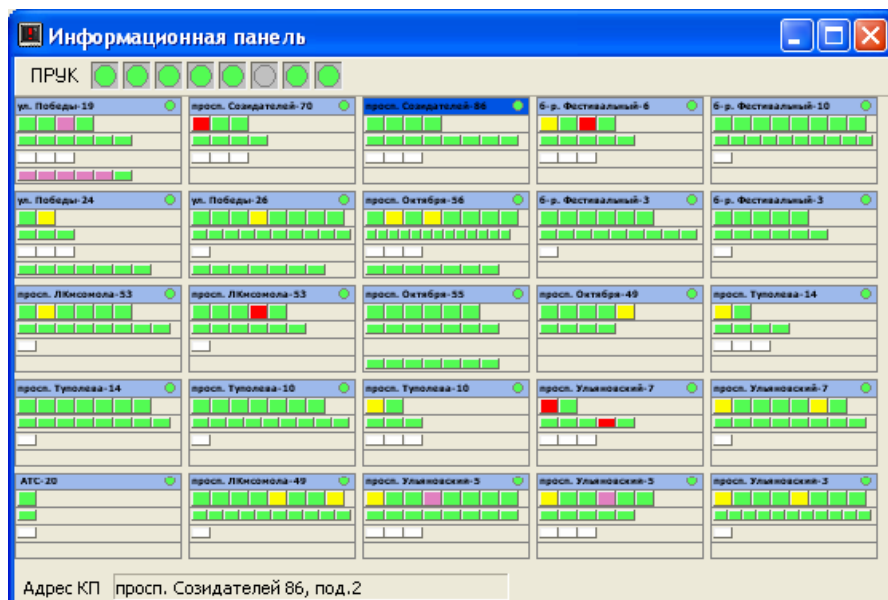 Информационная панель
ПРУК
ул. Победы-19 просп. Созидателей-70 просп. Созидателей-86 б-р. Фестивальный-6 б-р. Фестивальный-10
ул. Победы-24 ул. Победы-26 просп. Октября-56 б-р. Фестивальный-3 б-р. Фестивальный-3
просп. ЛКмсомола-53 просп. ЛКмсомола-53 просп. Октября-55 просп. Октября-49 просп. Туполева-14
просп. Туполева-14 просп. Туполева-10 просп. Туполева-10 просп. Ульяновский-7 просп. Ульяновский-7
АТС-20 просп. ЛКмсомола-49 просп. Ульяновский-5 просп. Ульяновский-5 просп. Ульяновский-3
Адрес КП просп. Созидателей 86, под.2